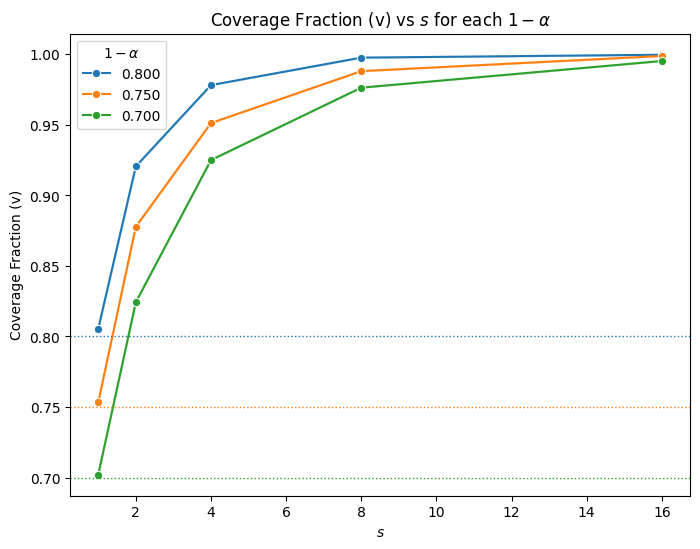 Coverage Fraction (v) vs s for each 1 − α
1 − α
0.800
0.750
0.700
Coverage Fraction (v)
1.00
0.95
0.90
0.85
0.80
0.75
0.70
2 4 6 8 10 12 14 16
s